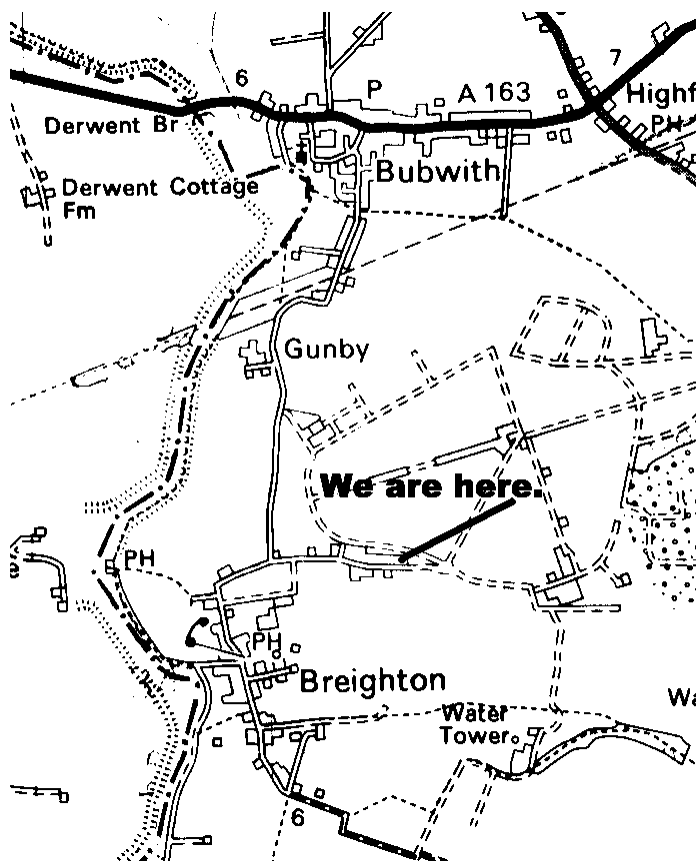 6
7
P
A 163
Highf
PH
Derwent Br
Bubwith
Derwent Cottage
Fm
Gunby
We are here.
PH
PH
Breighton
Wa
Water
Tower
6